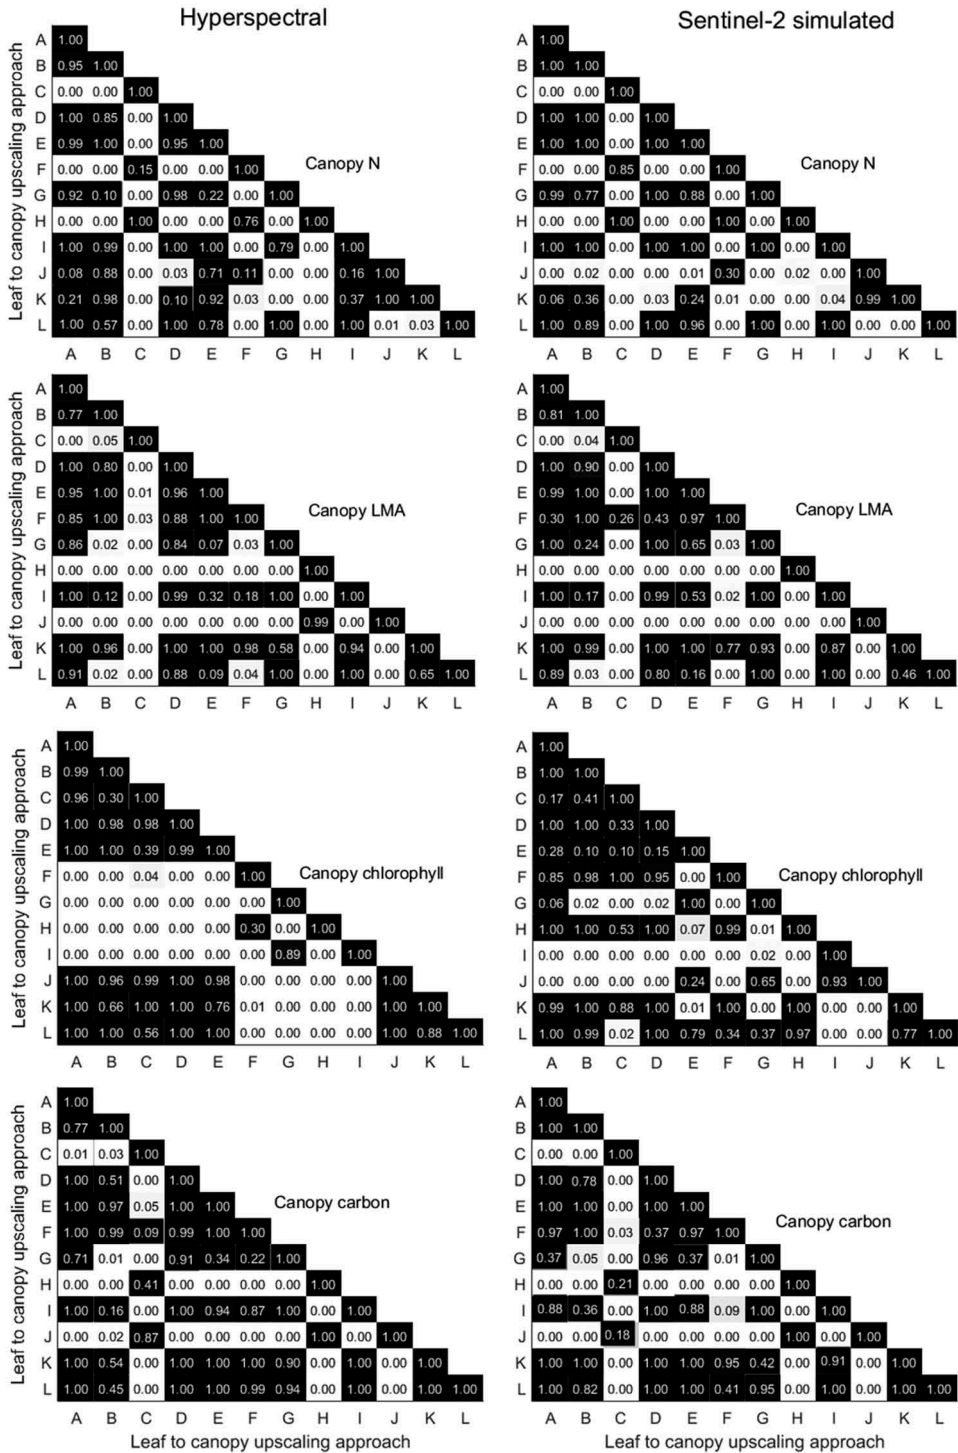 Hyperspectral
Sentinel-2 simulated
Leaf to canopy upscaling approach
Canopy N
A 1.00
B 0.95 1.00
C 0.00 0.00 1.00
D 1.00 0.85 0.00 1.00
E 0.99 1.00 0.00 0.95 1.00
F 0.00 0.00 0.15 0.00 0.00 1.00
G 0.92 0.10 0.00 0.98 0.22 0.00 1.00
H 0.00 0.00 1.00 0.00 0.00 0.76 0.00 1.00
I 1.00 0.99 0.00 1.00 1.00 0.00 0.79 0.00 1.00
J 0.08 0.88 0.00 0.03 0.71 0.11 0.00 0.00 0.16 1.00
K 0.21 0.98 0.00 0.10 0.92 0.03 0.00 0.00 0.37 1.00 1.00
L 1.00 0.57 0.00 1.00 0.78 0.00 1.00 0.00 1.00 0.01 0.03 1.00
A B C D E F G H I J K L
Canopy N
A 1.00
B 1.00 1.00
C 0.00 0.00 1.00
D 1.00 1.00 0.00 1.00
E 1.00 1.00 0.00 1.00 1.00
F 0.00 0.00 0.85 0.00 0.00 1.00
G 0.99 0.77 0.00 1.00 0.88 0.00 1.00
H 0.00 0.00 1.00 0.00 0.00 1.00 0.00 1.00
I 1.00 1.00 0.00 1.00 1.00 0.00 1.00 0.00 1.00
J 0.00 0.02 0.00 0.00 0.01 0.30 0.00 0.02 0.00 1.00
K 0.06 0.36 0.00 0.03 0.24 0.01 0.00 0.00 0.04 0.99 1.00
L 1.00 0.89 0.00 1.00 0.96 0.00 1.00 0.00 1.00 0.00 0.00 1.00
A B C D E F G H I J K L
Leaf to canopy upscaling approach
Canopy LMA
A 1.00
B 0.77 1.00
C 0.00 0.05 1.00
D 1.00 0.80 0.00 1.00
E 0.95 1.00 0.01 0.96 1.00
F 0.85 1.00 0.03 0.88 1.00 1.00
G 0.86 0.02 0.00 0.84 0.07 0.03 1.00
H 0.00 0.00 0.00 0.00 0.00 0.00 0.00 1.00
I 1.00 0.12 0.00 0.99 0.32 0.18 1.00 0.00 1.00
J 0.00 0.00 0.00 0.00 0.00 0.00 0.00 0.99 0.00 1.00
K 1.00 0.96 0.00 1.00 1.00 0.98 0.58 0.00 0.94 0.00 1.00
L 0.91 0.02 0.00 0.88 0.09 0.04 1.00 0.00 1.00 0.00 0.65 1.00
A B C D E F G H I J K L
Canopy LMA
A 1.00
B 0.81 1.00
C 0.00 0.04 1.00
D 1.00 0.90 0.00 1.00
E 0.99 1.00 0.00 1.00 1.00
F 0.30 1.00 0.26 0.43 0.97 1.00
G 1.00 0.24 0.00 1.00 0.65 0.03 1.00
H 0.00 0.00 0.00 0.00 0.00 0.00 0.00 1.00
I 1.00 0.17 0.00 0.99 0.53 0.02 1.00 0.00 1.00
J 0.00 0.00 0.00 0.00 0.00 0.00 0.00 0.00 0.00 1.00
K 1.00 0.99 0.00 1.00 1.00 0.77 0.93 0.00 0.87 0.00 1.00
L 0.89 0.03 0.00 0.80 0.16 0.00 1.00 0.00 1.00 0.00 0.46 1.00
A B C D E F G H I J K L
Leaf to canopy upscaling approach
Canopy chlorophyll
A 1.00
B 0.99 1.00
C 0.96 0.30 1.00
D 1.00 0.98 0.98 1.00
E 1.00 1.00 0.39 0.99 1.00
F 0.00 0.00 0.04 0.00 0.00 1.00
G 0.00 0.00 0.00 0.00 0.00 0.00 1.00
H 0.00 0.00 0.00 0.00 0.00 0.30 0.00 1.00
I 0.00 0.00 0.00 0.00 0.00 0.00 0.89 0.00 1.00
J 1.00 0.96 0.99 1.00 0.98 0.00 0.00 0.00 0.00 1.00
K 1.00 0.66 1.00 1.00 0.76 0.01 0.00 0.00 0.00 1.00 1.00
L 1.00 1.00 0.56 1.00 1.00 0.00 0.00 0.00 0.00 1.00 0.88 1.00
A B C D E F G H I J K L
Canopy chlorophyll
A 1.00
B 1.00 1.00
C 0.17 0.41 1.00
D 1.00 1.00 0.33 1.00
E 0.28 0.10 0.10 0.15 1.00
F 0.85 0.98 1.00 0.95 0.00 1.00
G 0.06 0.02 0.00 0.02 1.00 0.00 1.00
H 1.00 1.00 0.53 1.00 0.07 0.99 0.01 1.00
I 0.00 0.00 0.00 0.00 0.00 0.00 0.02 0.00 1.00
J 0.00 0.00 0.00 0.00 0.24 0.00 0.65 0.00 0.93 1.00
K 0.99 1.00 0.88 1.00 0.01 1.00 0.00 1.00 0.00 0.00 1.00
L 1.00 0.99 0.02 1.00 0.79 0.34 0.37 0.97 0.00 0.00 0.77 1.00
A B C D E F G H I J K L
Leaf to canopy upscaling approach
Canopy carbon
A 1.00
B 0.77 1.00
C 0.01 0.03 1.00
D 1.00 0.51 0.00 1.00
E 1.00 0.97 0.05 1.00 1.00
F 1.00 0.99 0.09 0.99 1.00 1.00
G 0.71 0.01 0.00 0.91 0.34 0.22 1.00
H 0.00 0.00 0.41 0.00 0.00 0.00 0.00 1.00
I 1.00 0.16 0.00 1.00 0.94 0.87 1.00 0.00 1.00
J 0.00 0.02 0.87 0.00 0.00 0.00 0.00 1.00 0.00 1.00
K 1.00 0.54 0.00 1.00 1.00 1.00 0.90 0.00 1.00 0.00 1.00
L 1.00 0.45 0.00 1.00 1.00 0.99 0.94 0.00 1.00 0.00 1.00 1.00
A B C D E F G H I J K L
Leaf to canopy upscaling approach
Canopy carbon
A 1.00
B 1.00 1.00
C 0.00 0.00 1.00
D 1.00 0.78 0.00 1.00
E 1.00 1.00 0.00 1.00 1.00
F 0.97 1.00 0.03 0.37 0.97 1.00
G 0.37 0.05 0.00 0.96 0.37 0.01 1.00
H 0.00 0.00 0.21 0.00 0.00 0.00 0.00 1.00
I 0.88 0.36 0.00 1.00 0.88 0.09 1.00 0.00 1.00
J 0.00 0.00 0.18 0.00 0.00 0.00 0.00 1.00 0.00 1.00
K 1.00 1.00 0.00 1.00 1.00 0.95 0.42 0.00 0.91 0.00 1.00
L 1.00 0.82 0.00 1.00 1.00 0.41 0.95 0.00 1.00 0.00 1.00 1.00
A B C D E F G H I J K L
Leaf to canopy upscaling approach